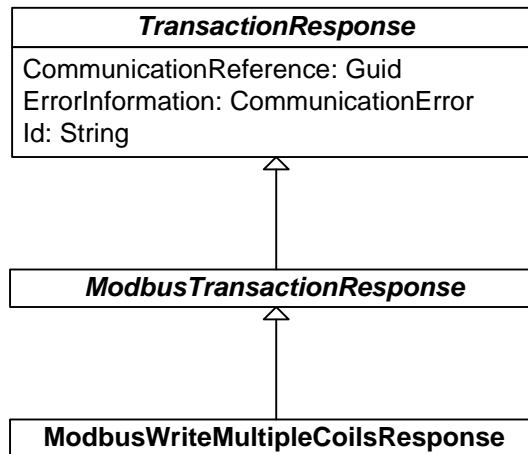 TransactionResponse
CommunicationReference: Guid
ErrorInformation: CommunicationError
Id: String
ModbusTransactionResponse
ModbusWriteMultipleCoilsResponse